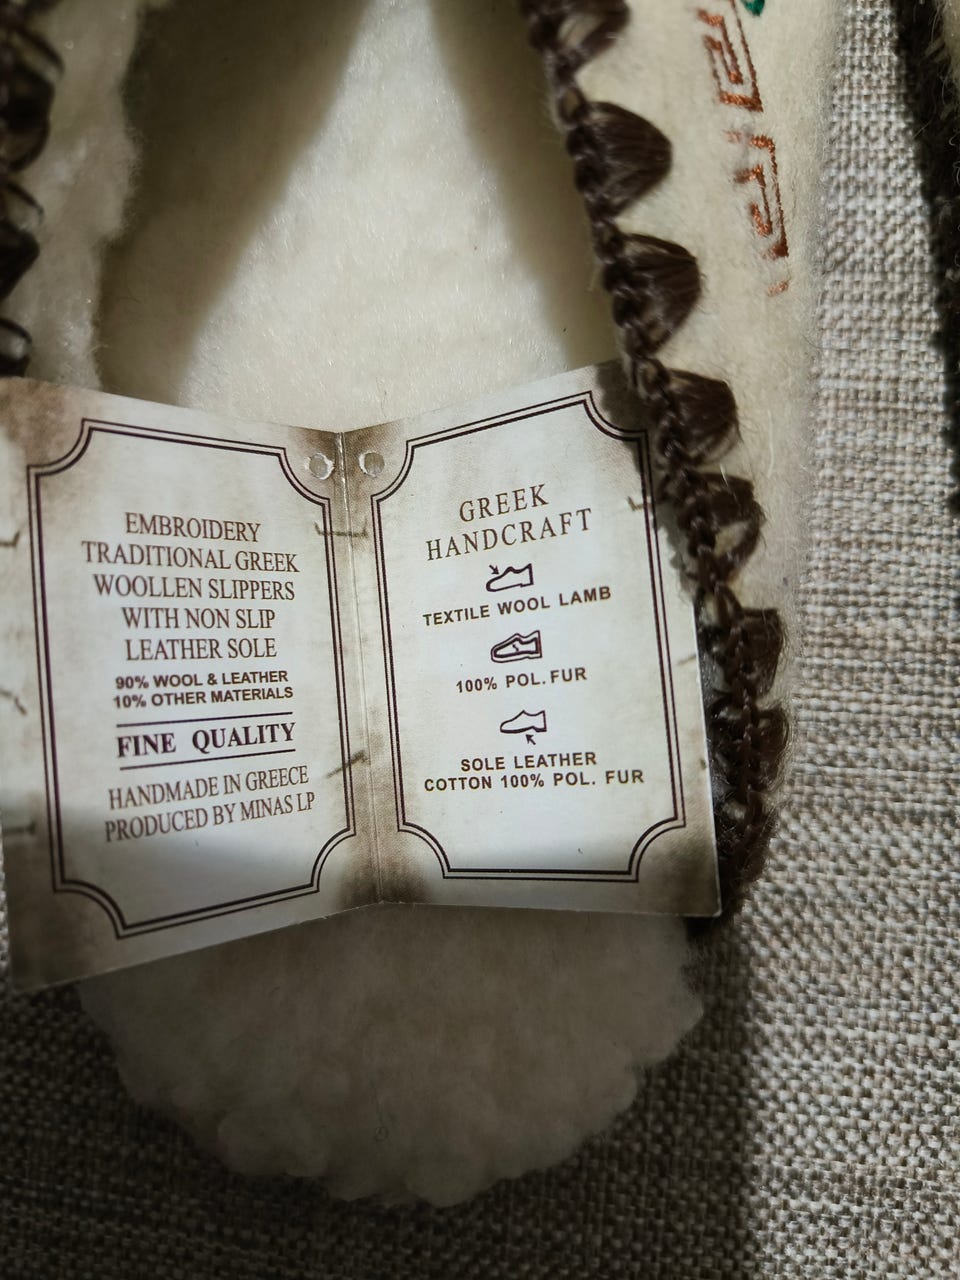 EMBROIDERY
TRADITIONAL GREEK
WOOLLEN SLIPPERS
WITH NON SLIP
LEATHER SOLE
90% WOOL & LEATHER
10% OTHER MATERIALS
FINE QUALITY
HANDMADE IN GREECE
PRODUCED BY MINAS LP
GREEK
HANDCRAFT
TEXTILE WOOL LAMB
100% POL. FUR
SOLE LEATHER
COTTON 100% POL. FUR